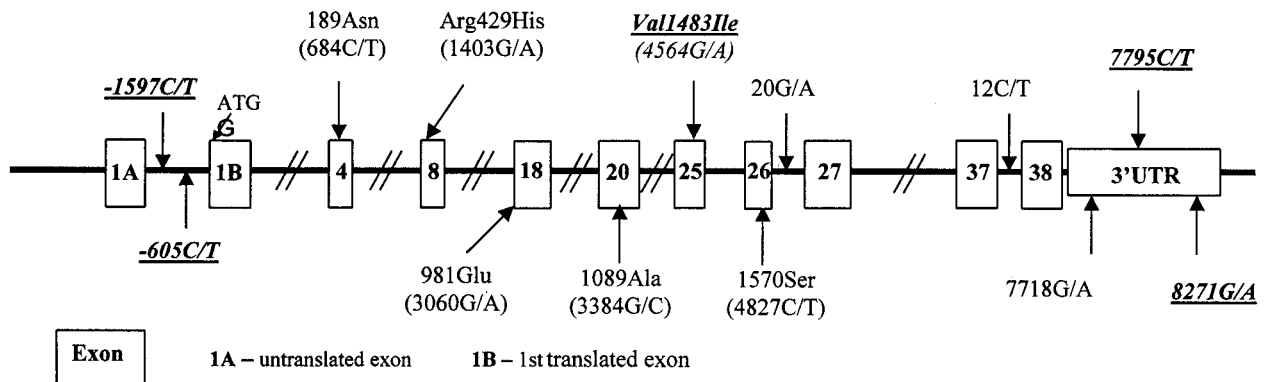 189Asn
(684C/T)
Arg429His
(1403G/A)
Val1483Ile
(4564G/A)
7795C/T
-1597C/T
ATG
G
20G/A
12C/T
1A
1B
4
8
18
20
25
26
27
37
38
3’UTR
-605C/T
981Glu
(3060G/A)
1089Ala
(3384G/C)
1570Ser
(4827C/T)
7718G/A
8271G/A
Exon
1A – untranslated exon
1B – 1st translated exon